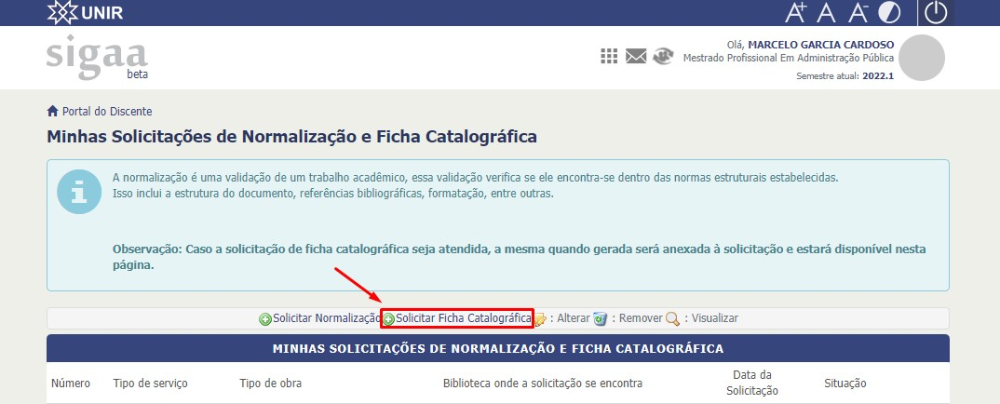 UNIR
A+ A A-
sigaa
beta
Olá, MARCELO GARCIA CARDOSO
Mestrado Profissional Em Administração Pública
Semestre atual: 2022.1
Portal do Discente
Minhas Solicitações de Normalização e Ficha Catalográfica
A normalização é uma validação de um trabalho acadêmico, essa validação verifica se ele encontra-se dentro das normas estruturais estabelecidas.
Isso inclui a estrutura do documento, referências bibliográficas, formatação, entre outras.
Observação: Caso a solicitação de ficha catalográfica seja atendida, a mesma quando gerada será anexada à solicitação e estará disponível nesta
página.
Solicitar Normalização Solicitar Ficha Catalográfica : Alterar : Remover : Visualizar
MINHAS SOLICITAÇÕES DE NORMALIZAÇÃO E FICHA CATALOGRÁFICA
Número Tipo de serviço Tipo de obra Biblioteca onde a solicitação se encontra Data da Solicitação Situação